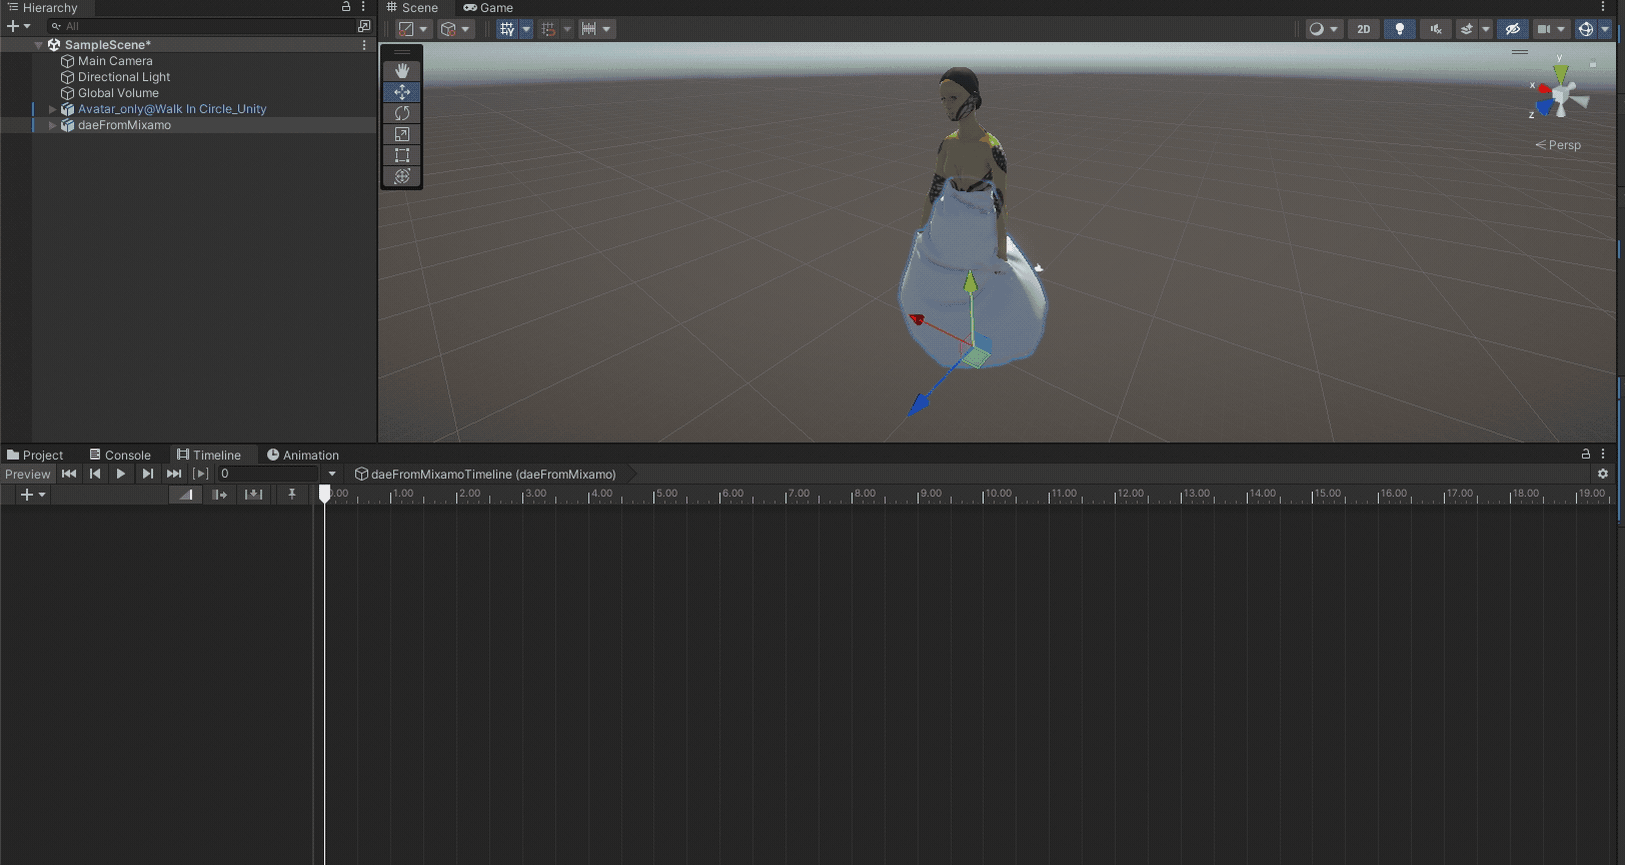 Hierarchy
All
SampleScene*
Main Camera
Directional Light
Global Volume
Avatar_only@Walk In Circle_Unity
daeFromMixamo
Scene Game
2D
y
x
z
Persp
Project Console Timeline Animation
Preview 0 daeFromMixamoTimeline (daeFromMixamo)
0:00 1:00 2:00 3:00 4:00 5:00 6:00 7:00 8:00 9:00 10:00 11:00 12:00 13:00 14:00 15:00 16:00 17:00 18:00 19:00